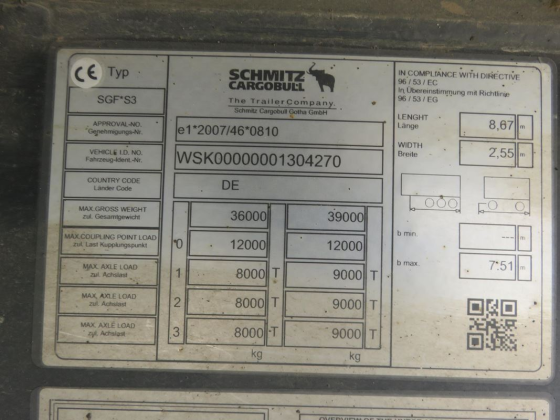 CE Typ
SGF*S3
SCHMITZ
CARGOBULL
The TrailerCompany.
Schmitz Cargobull Gotha GmbH
APPROVAL-NO.
Genehmigungs-Nr.
e1*2007/46*0810
VEHICLE I.D. NO.
Fahrzeug-Ident.-Nr.
WSK00000001304270
COUNTRY CODE
Länder Code
DE
MAX.GROSS WEIGHT
zul. Gesamtgewicht
36000 39000
MAX.COUPLING POINT LOAD
zul. Last Kupplungspunkt
0 12000 12000
MAX. AXLE LOAD
zul. Achslast
1 8000 T 9000 T
MAX. AXLE LOAD
zul. Achslast
2 8000 T 9000 T
MAX. AXLE LOAD
zul. Achslast
3 8000 T 9000 T
kg kg
IN COMPLIANCE WITH DIRECTIVE
96 / 53 / EC
In Übereinstimmung mit Richtlinie
96 / 53 / EG
LENGHT
Länge
8,67 m
WIDTH
Breite
2,55 m
b min. --- m
b max. 7.51 m